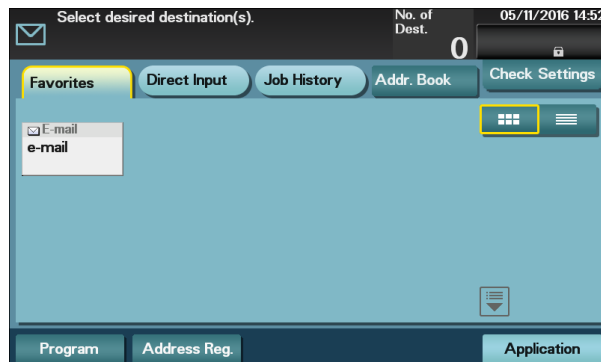 Select desired destination(s).
No. of
Dest.
0
05/11/2016 14:52
Favorites
Direct Input
Job History
Addr. Book
Check Settings
E-mail
e-mail
Program
Address Reg.
Application